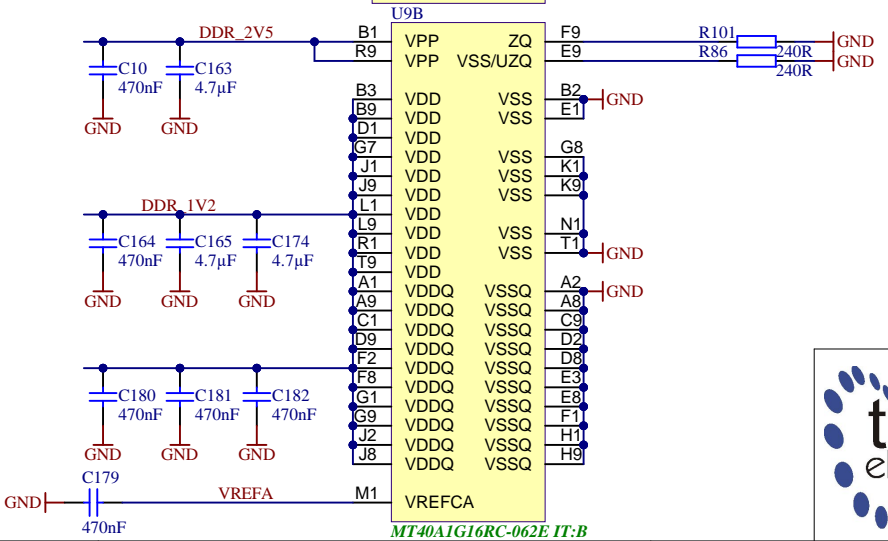 U9B
DDR_2V5 B1 VPP ZQ F9 R101 240R GND
R9 VPP VSS/UZQ E9 R86 240R GND
C10 C163
470nF 4.7µF
GND GND
B3 VDD VSS B2 GND
B9 VDD VSS E1
D1 VDD
G7 VDD VSS G8
J1 VDD VSS K1
J9 VDD VSS K9
DDR_1V2 L1 VDD
L9 VDD VSS N1
R1 VDD VSS T1 GND
T9 VDD
C164 C165 C174
470nF 4.7µF 4.7µF
GND GND GND
A1 VDDQ VSSQ A2 GND
A9 VDDQ VSSQ A8
C1 VDDQ VSSQ C9
D9 VDDQ VSSQ D2
F2 VDDQ VSSQ D8
F8 VDDQ VSSQ E3
G1 VDDQ VSSQ E8
G9 VDDQ VSSQ F1
J2 VDDQ VSSQ H1
J8 VDDQ VSSQ H9
C180 C181 C182
470nF 470nF 470nF
GND GND GND
C179
GND VREFA M1 VREFCA
470nF
MT40A1G16RC-062E IT:B
t
el